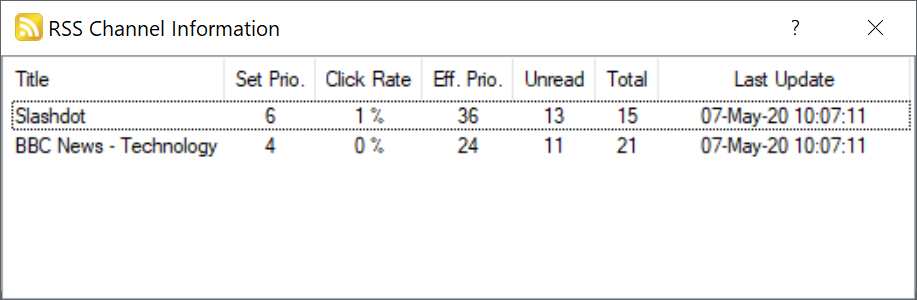 RSS Channel Information ?
Title Set Prio. Click Rate Eff. Prio. Unread Total Last Update
Slashdot 6 1 % 36 13 15 07-May-20 10:07:11
BBC News - Technology 4 0 % 24 11 21 07-May-20 10:07:11